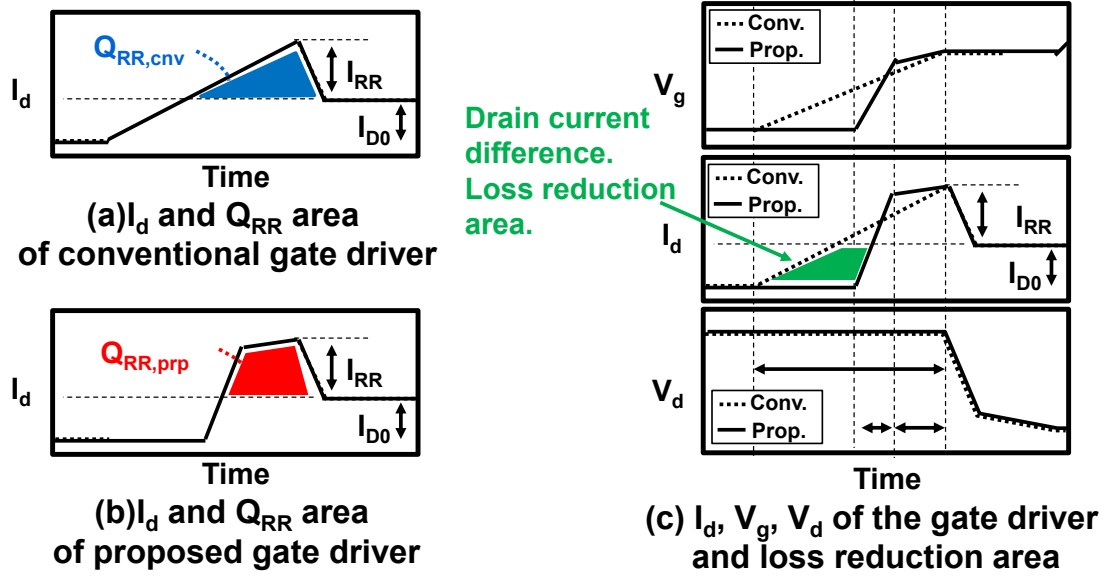 Q_RR,cnv
I_RR
I_d
I_D0
Time
(a)I_d and Q_RR area
of conventional gate driver
Q_RR,prp
I_RR
I_d
I_D0
Time
(b)I_d and Q_RR area
of proposed gate driver
Drain current
difference.
Loss reduction
area.
Conv.
Prop.
V_g
Conv.
Prop.
I_d
I_RR
I_D0
V_d
Conv.
Prop.
Time
(c) I_d, V_g, V_d of the gate driver
and loss reduction area